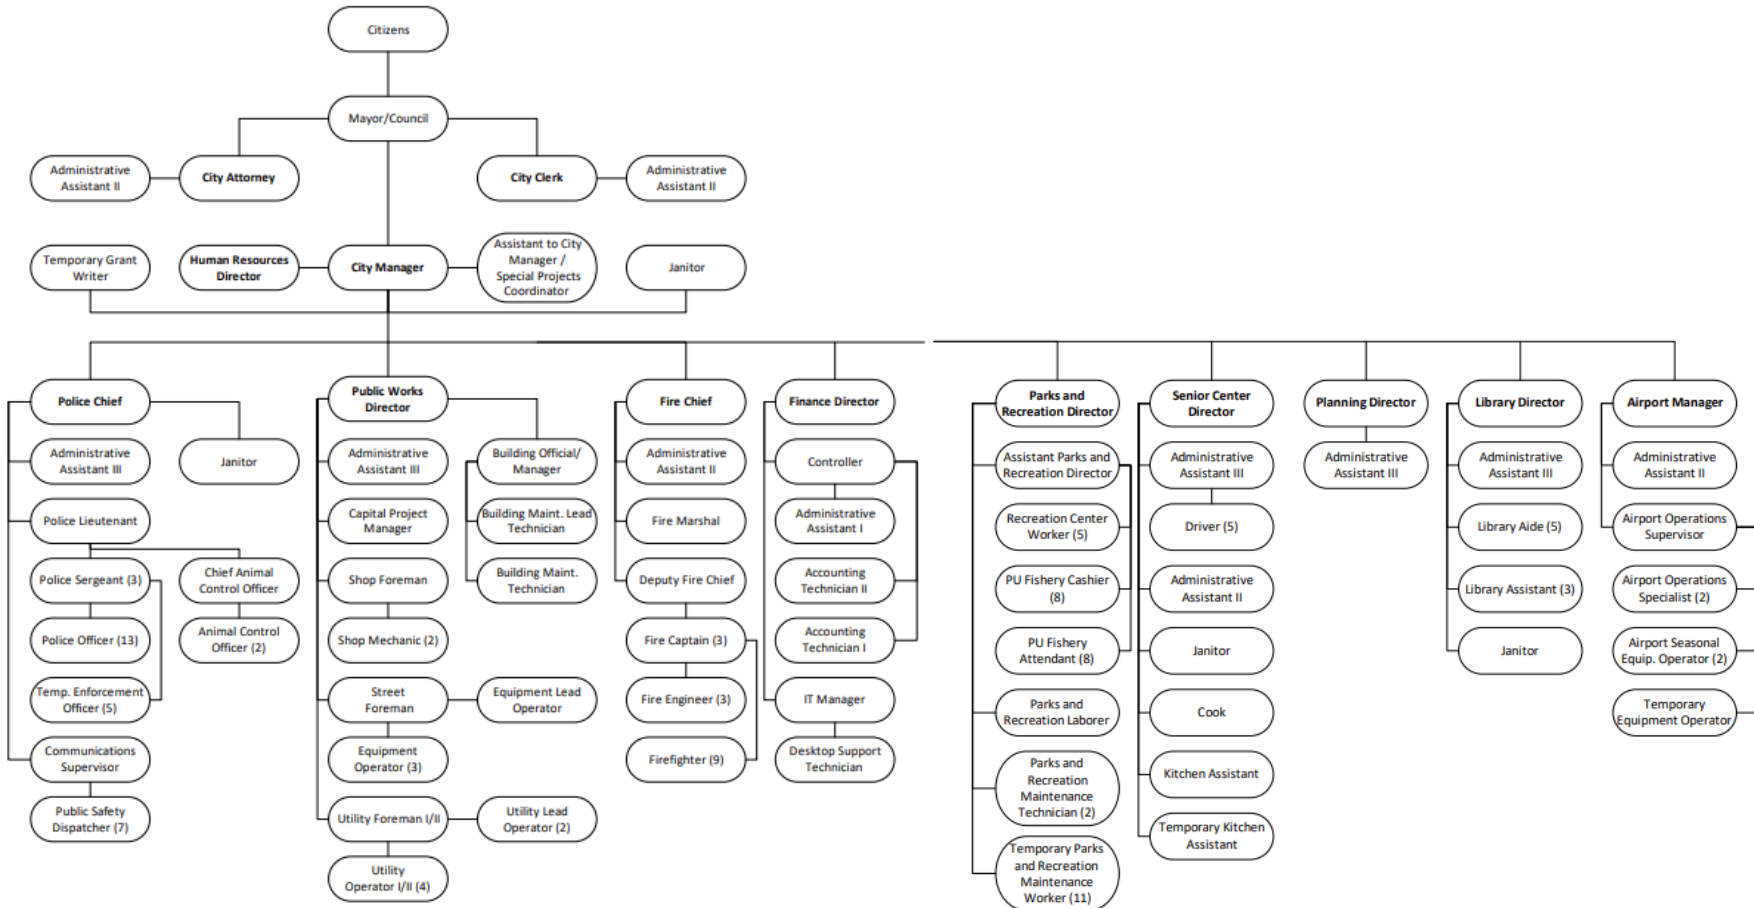 Citizens
Mayor/Council
Administrative
Assistant II
City Attorney
City Clerk
Administrative
Assistant II
Temporary Grant
Writer
Human Resources
Director
City Manager
Assistant to City
Manager /
Special Projects
Coordinator
Janitor
Police Chief
Administrative
Assistant III
Janitor
Police Lieutenant
Police Sergeant (3)
Chief Animal
Control Officer
Police Officer (13)
Animal Control
Officer (2)
Temp. Enforcement
Officer (5)
Communications
Supervisor
Public Safety
Dispatcher (7)
Public Works
Director
Administrative
Assistant III
Building Official/
Manager
Capital Project
Manager
Building Maint. Lead
Technician
Shop Foreman
Building Maint.
Technician
Shop Mechanic (2)
Street
Foreman
Equipment Lead
Operator
Equipment
Operator (3)
Utility Foreman I/II
Utility Lead
Operator (2)
Utility
Operator I/II (4)
Fire Chief
Administrative
Assistant II
Fire Marshal
Deputy Fire Chief
Fire Captain (3)
Fire Engineer (3)
Firefighter (9)
Finance Director
Controller
Administrative
Assistant I
Accounting
Technician II
Accounting
Technician I
IT Manager
Desktop Support
Technician
Parks and
Recreation Director
Assistant Parks and
Recreation Director
Recreation Center
Worker (5)
PU Fishery Cashier
(8)
PU Fishery
Attendant (8)
Parks and
Recreation Laborer
Parks and
Recreation
Maintenance
Technician (2)
Temporary Parks
and Recreation
Maintenance
Worker (11)
Senior Center
Director
Administrative
Assistant III
Driver (5)
Administrative
Assistant II
Janitor
Cook
Kitchen Assistant
Temporary Kitchen
Assistant
Planning Director
Administrative
Assistant III
Library Director
Administrative
Assistant III
Library Aide (5)
Library Assistant (3)
Janitor
Airport Manager
Administrative
Assistant II
Airport Operations
Supervisor
Airport Operations
Specialist (2)
Airport Seasonal
Equip. Operator (2)
Temporary
Equipment Operator